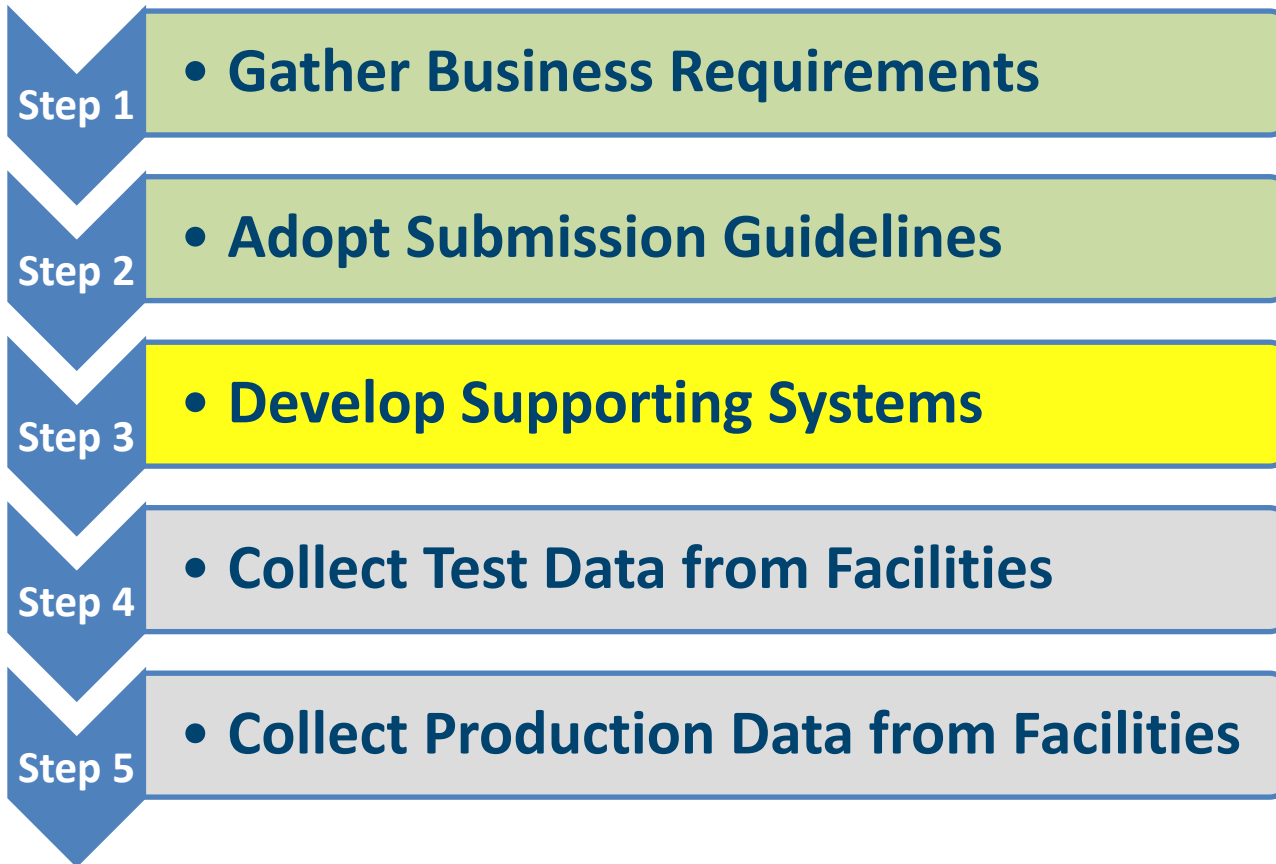 Step 1
• Gather Business Requirements
Step 2
• Adopt Submission Guidelines
Step 3
• Develop Supporting Systems
Step 4
• Collect Test Data from Facilities
Step 5
• Collect Production Data from Facilities